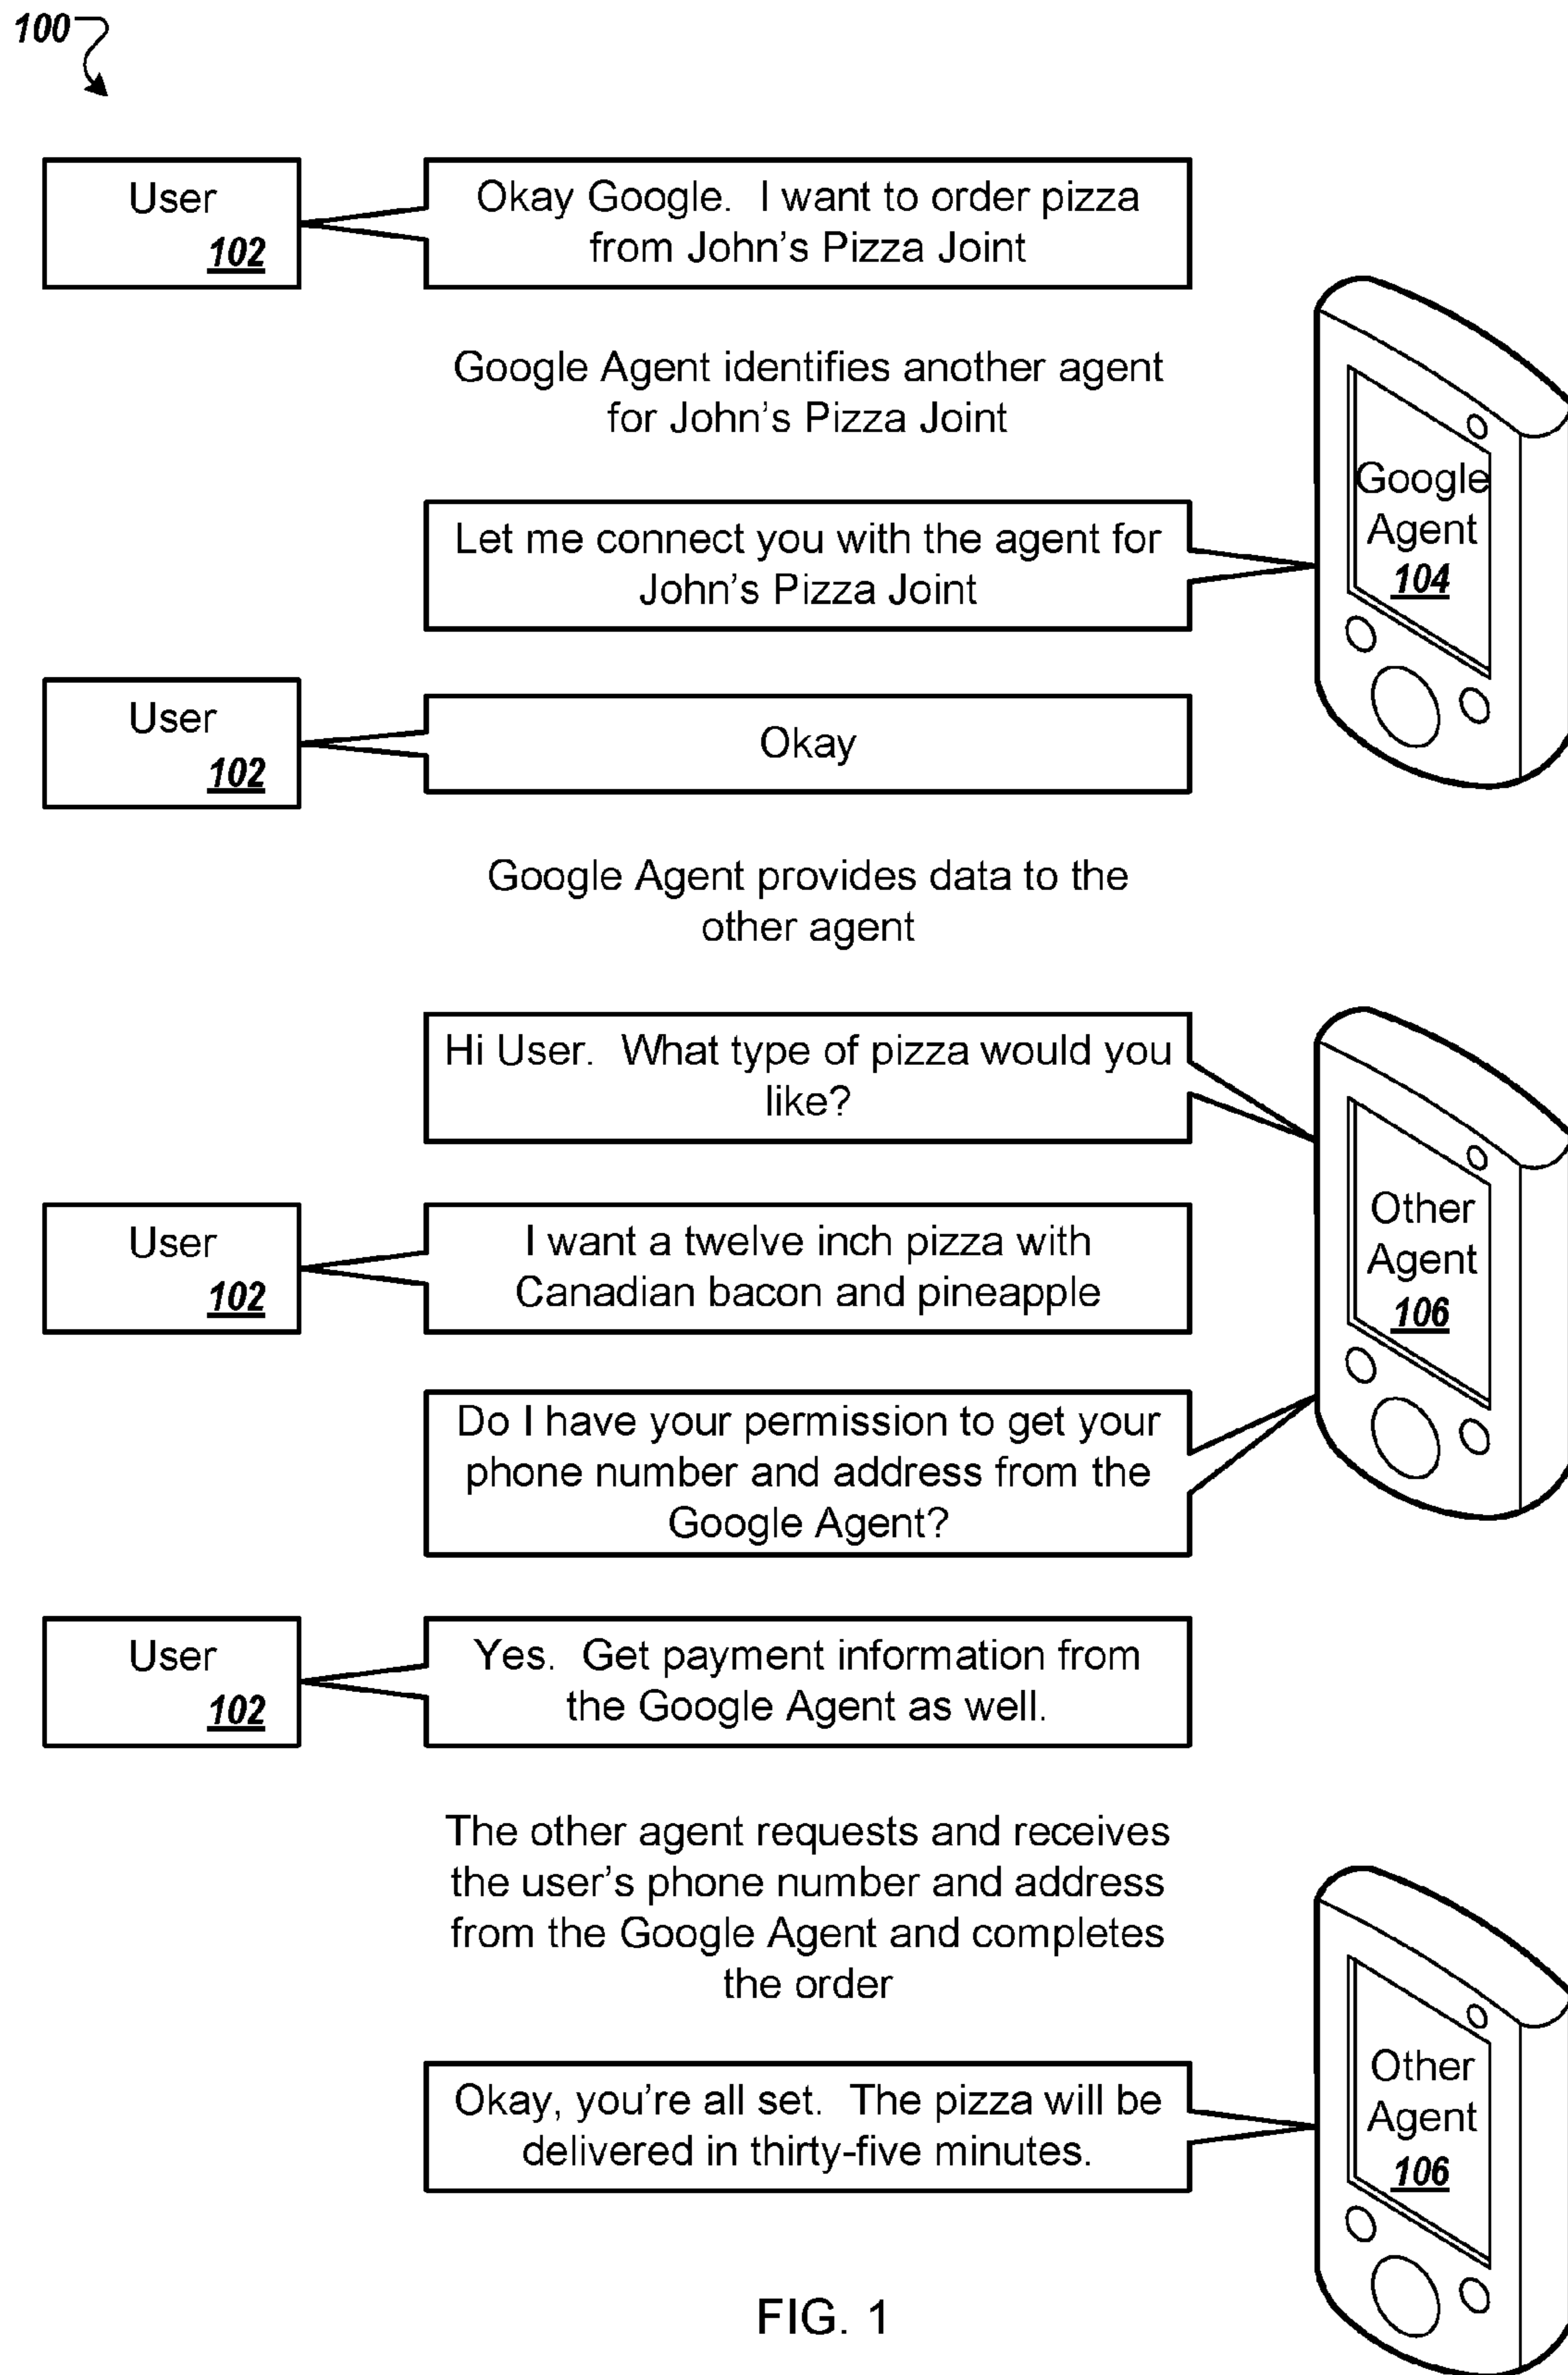 100
User
102
Okay Google. I want to order pizza
from John's Pizza Joint
Google Agent identifies another agent
for John's Pizza Joint
Google
Agent
104
Let me connect you with the agent for
John's Pizza Joint
User
102
Okay
Google Agent provides data to the
other agent
Hi User. What type of pizza would you
like?
Other
Agent
106
User
102
I want a twelve inch pizza with
Canadian bacon and pineapple
Do I have your permission to get your
phone number and address from the
Google Agent?
User
102
Yes. Get payment information from
the Google Agent as well.
The other agent requests and receives
the user's phone number and address
from the Google Agent and completes
the order
Okay, you're all set. The pizza will be
delivered in thirty-five minutes.
Other
Agent
106
FIG. 1